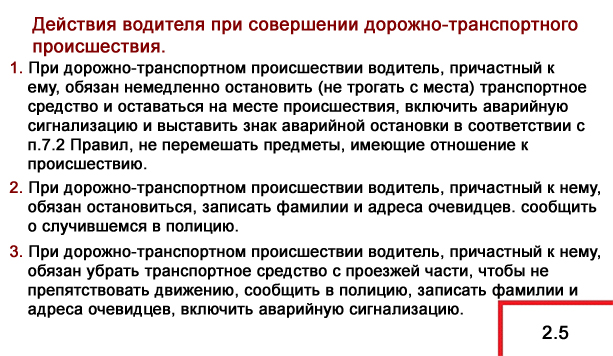 Действия водителя при совершении дорожно-транспортного
происшествия.
1. При дорожно-транспортном происшествии водитель, причастный к
ему, обязан немедленно остановить (не трогать с места) транспортное
средство и оставаться на месте происшествия, включить аварийную
сигнализацию и выставить знак аварийной остановки в соответствии с
п.7.2 Правил, не перемешать предметы, имеющие отношение к
происшествию.
2. При дорожно-транспортном происшествии водитель, причастный к нему,
обязан остановиться, записать фамилии и адреса очевидцев. сообщить
о случившемся в полицию.
3. При дорожно-транспортном происшествии водитель, причастный к нему,
обязан убрать транспортное средство с проезжей части, чтобы не
препятствовать движению, сообщить в полицию, записать фамилии и
адреса очевидцев, включить аварийную сигнализацию.
2.5